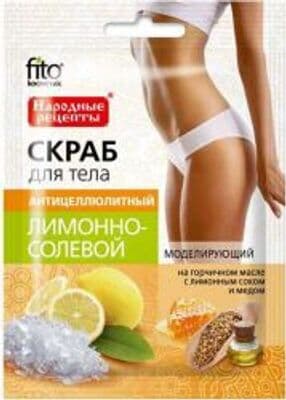 fito
косметик
Народные
рецепты
СКРАБ
для тела
АНТИЦЕЛЛЮЛИТНЫЙ
ЛИМОННО-
СОЛЕВОЙ
МОДЕЛИРУЮЩИЙ
на горчичном масле
с лимонным соком
и медом